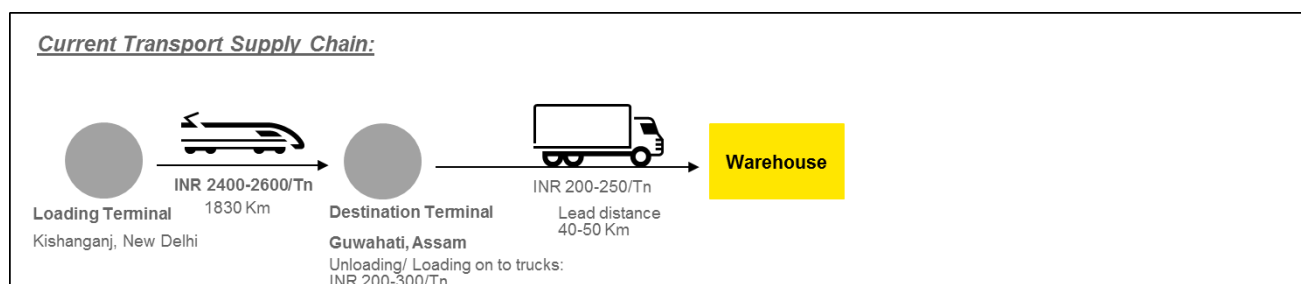 Current Transport Supply Chain:
INR 2400-2600/Tn
1830 Km
Loading Terminal
Kishanganj, New Delhi
Destination Terminal
Guwahati, Assam
Unloading/ Loading on to trucks:
INR 200-300/Tn
INR 200-250/Tn
Lead distance
40-50 Km
Warehouse